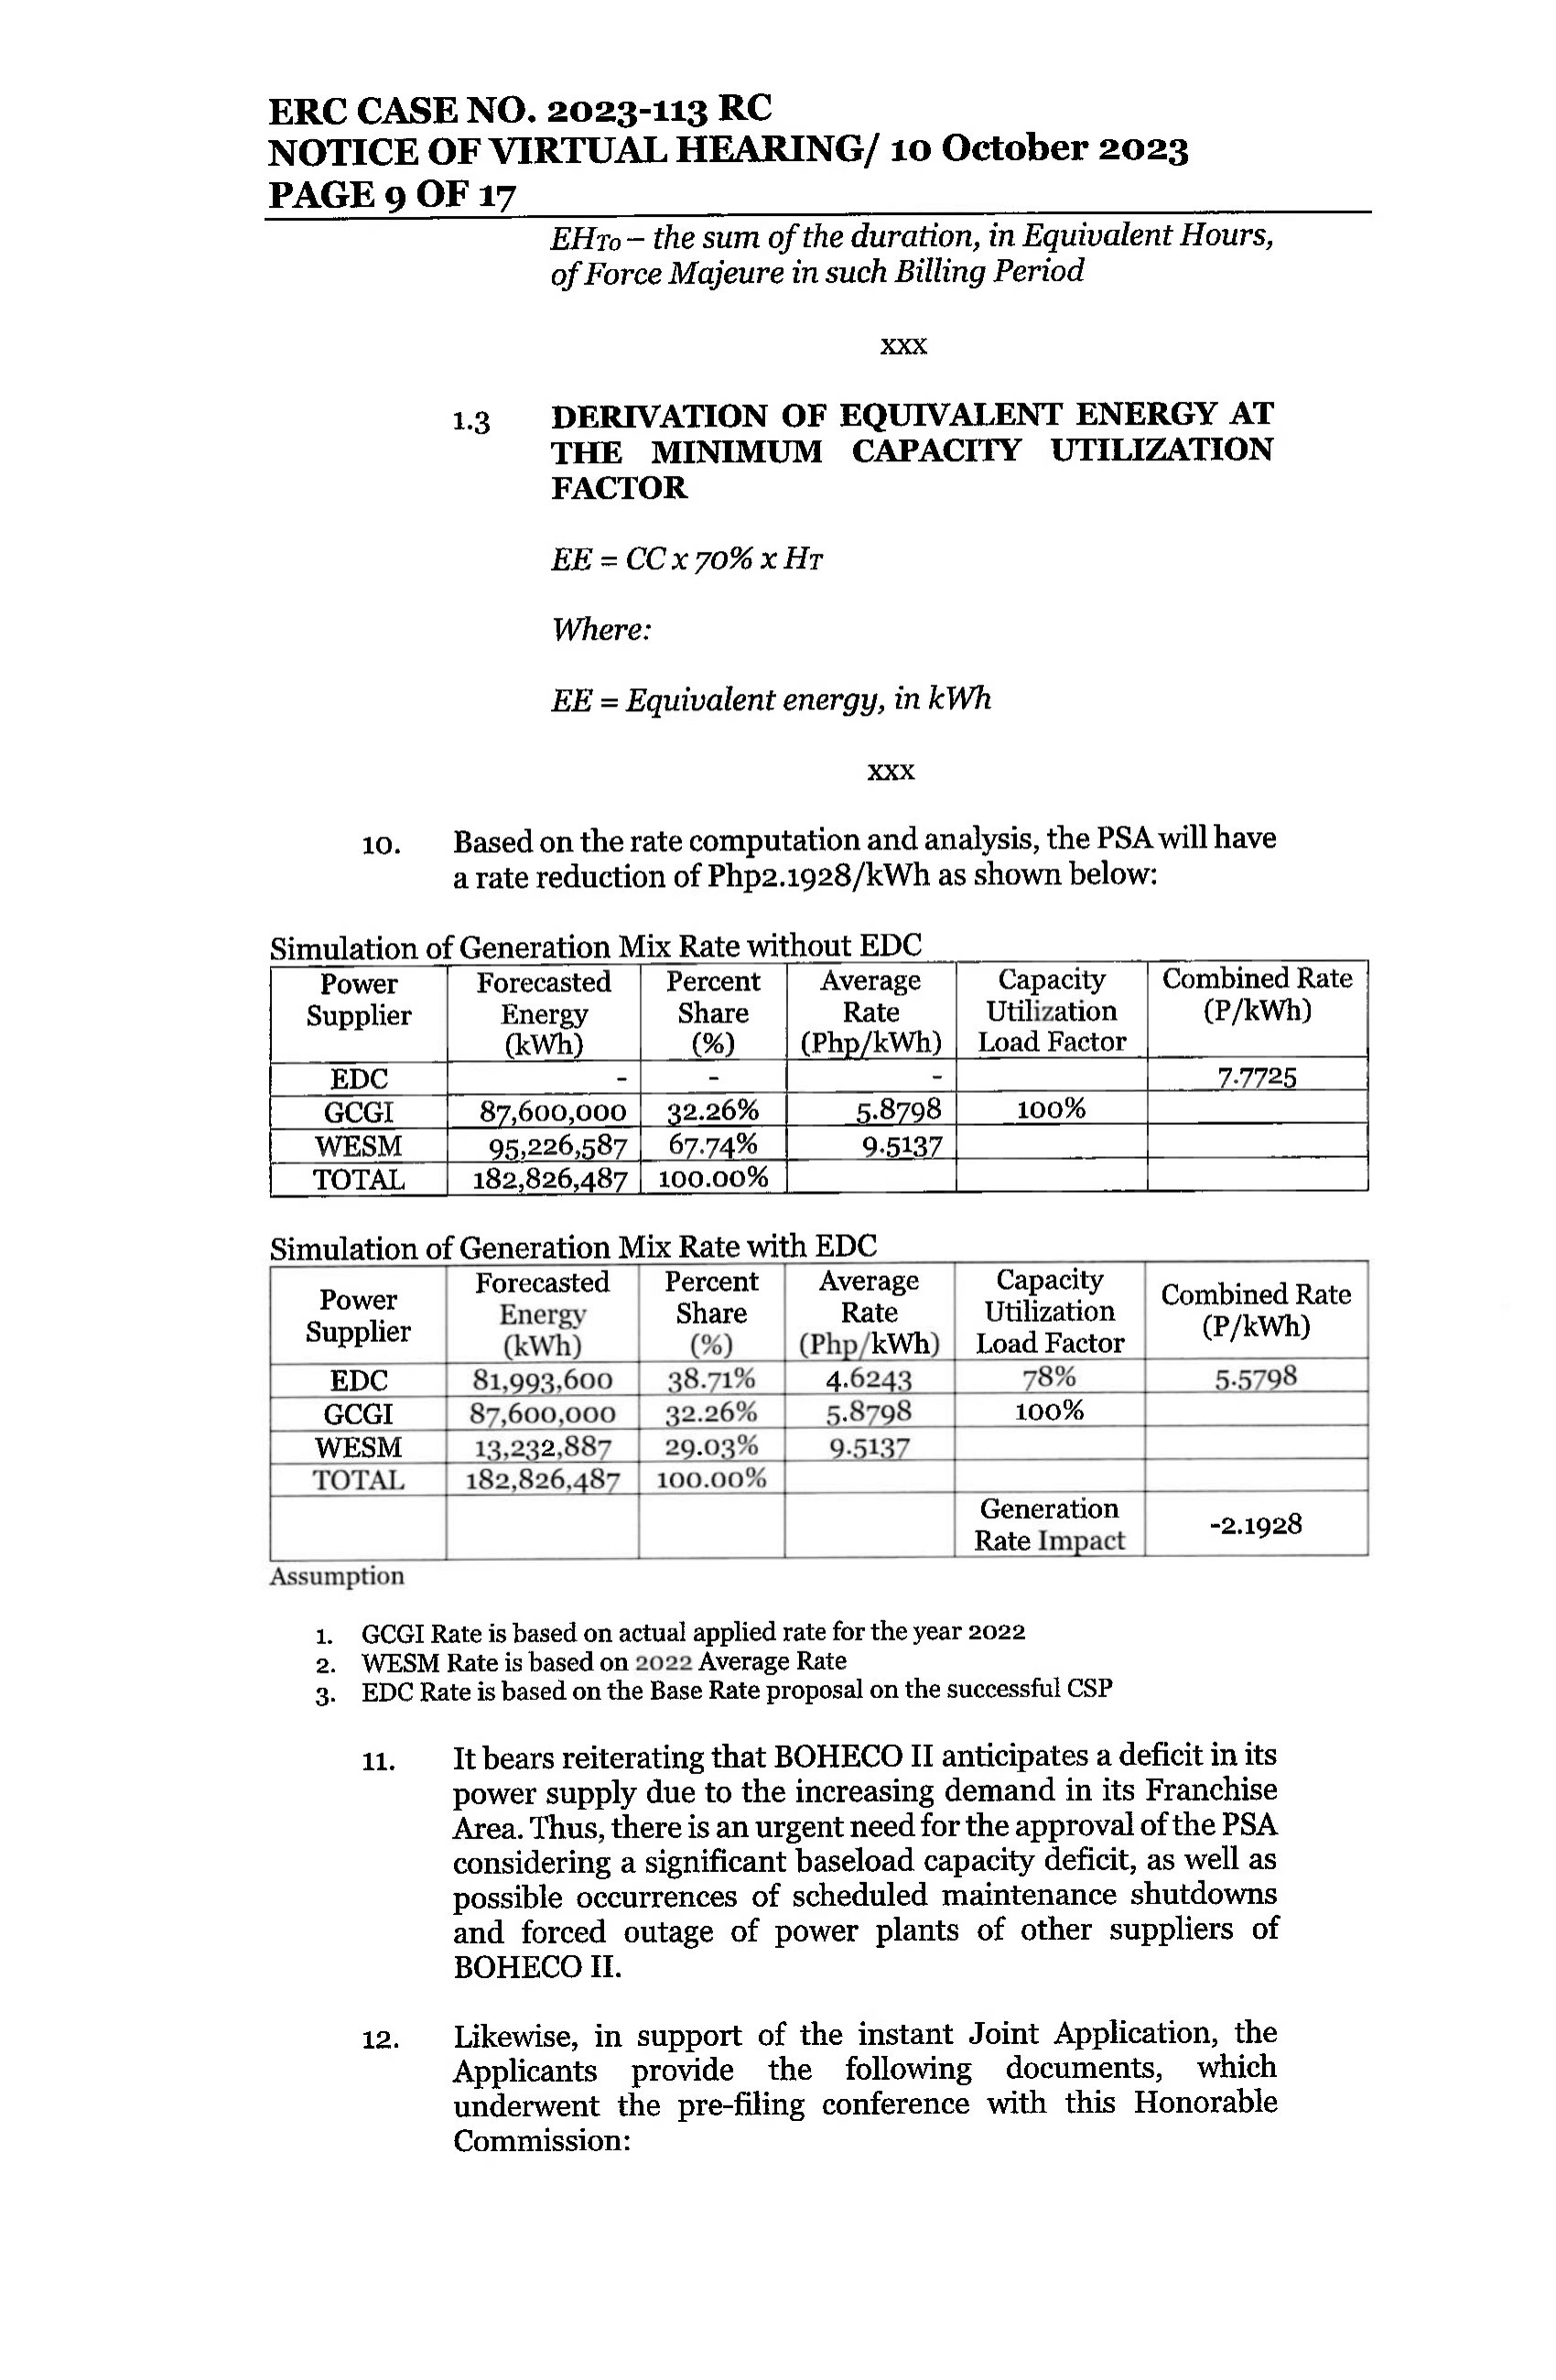 ERC CASE NO. 2023-113 RC
NOTICE OF VIRTUAL HEARING/ 10 October 2023
PAGE 9 OF 17
EHTo – the sum of the duration, in Equivalent Hours,
of Force Majeure in such Billing Period
xxx
1.3 DERIVATION OF EQUIVALENT ENERGY AT
THE MINIMUM CAPACITY UTILIZATION
FACTOR
EE = CC x 70% x HT
Where:
EE = Equivalent energy, in kWh
xxx
10. Based on the rate computation and analysis, the PSA will have
a rate reduction of Php2.1928/kWh as shown below:
Simulation of Generation Mix Rate without EDC
Power Forecasted Percent Average Capacity Combined Rate
Supplier Energy Share Rate Utilization (P/kWh)
(kWh) (%) (Php/kWh) Load Factor
EDC - - - 7.7725
GCGI 87,600,000 32.26% 5.8798 100%
WESM 95,226,587 67.74% 9.5137
TOTAL 182,826,487 100.00%
Simulation of Generation Mix Rate with EDC
Power Forecasted Percent Average Capacity Combined Rate
Supplier Energy Share Rate Utilization (P/kWh)
(kWh) (%) (Php/kWh) Load Factor
EDC 81,993,600 38.71% 4.6243 78% 5.5798
GCGI 87,600,000 32.26% 5.8798 100%
WESM 13,232,887 29.03% 9.5137
TOTAL 182,826,487 100.00%
Generation
Rate Impact -2.1928
Assumption
1. GCGI Rate is based on actual applied rate for the year 2022
2. WESM Rate is based on 2022 Average Rate
3. EDC Rate is based on the Base Rate proposal on the successful CSP
11. It bears reiterating that BOHECO II anticipates a deficit in its
power supply due to the increasing demand in its Franchise
Area. Thus, there is an urgent need for the approval of the PSA
considering a significant baseload capacity deficit, as well as
possible occurrences of scheduled maintenance shutdowns
and forced outage of power plants of other suppliers of
BOHECO II.
12. Likewise, in support of the instant Joint Application, the
Applicants provide the following documents, which
underwent the pre-filing conference with this Honorable
Commission: